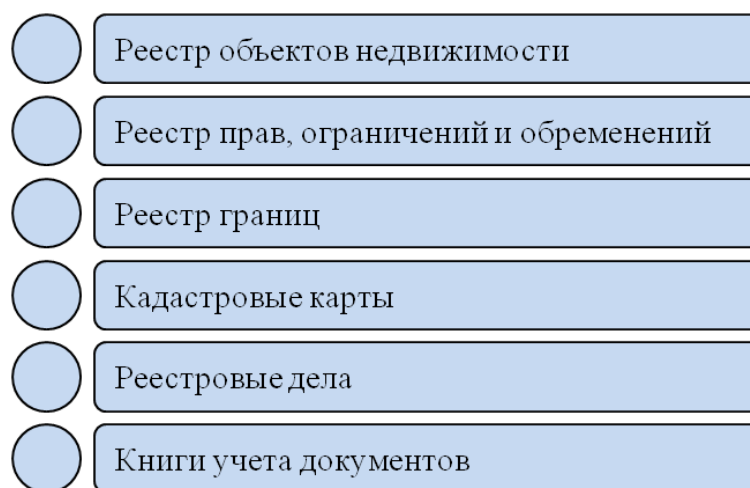 Реестр объектов недвижимости
Реестр прав, ограничений и обременений
Реестр границ
Кадастровые карты
Реестровые дела
Книги учета документов